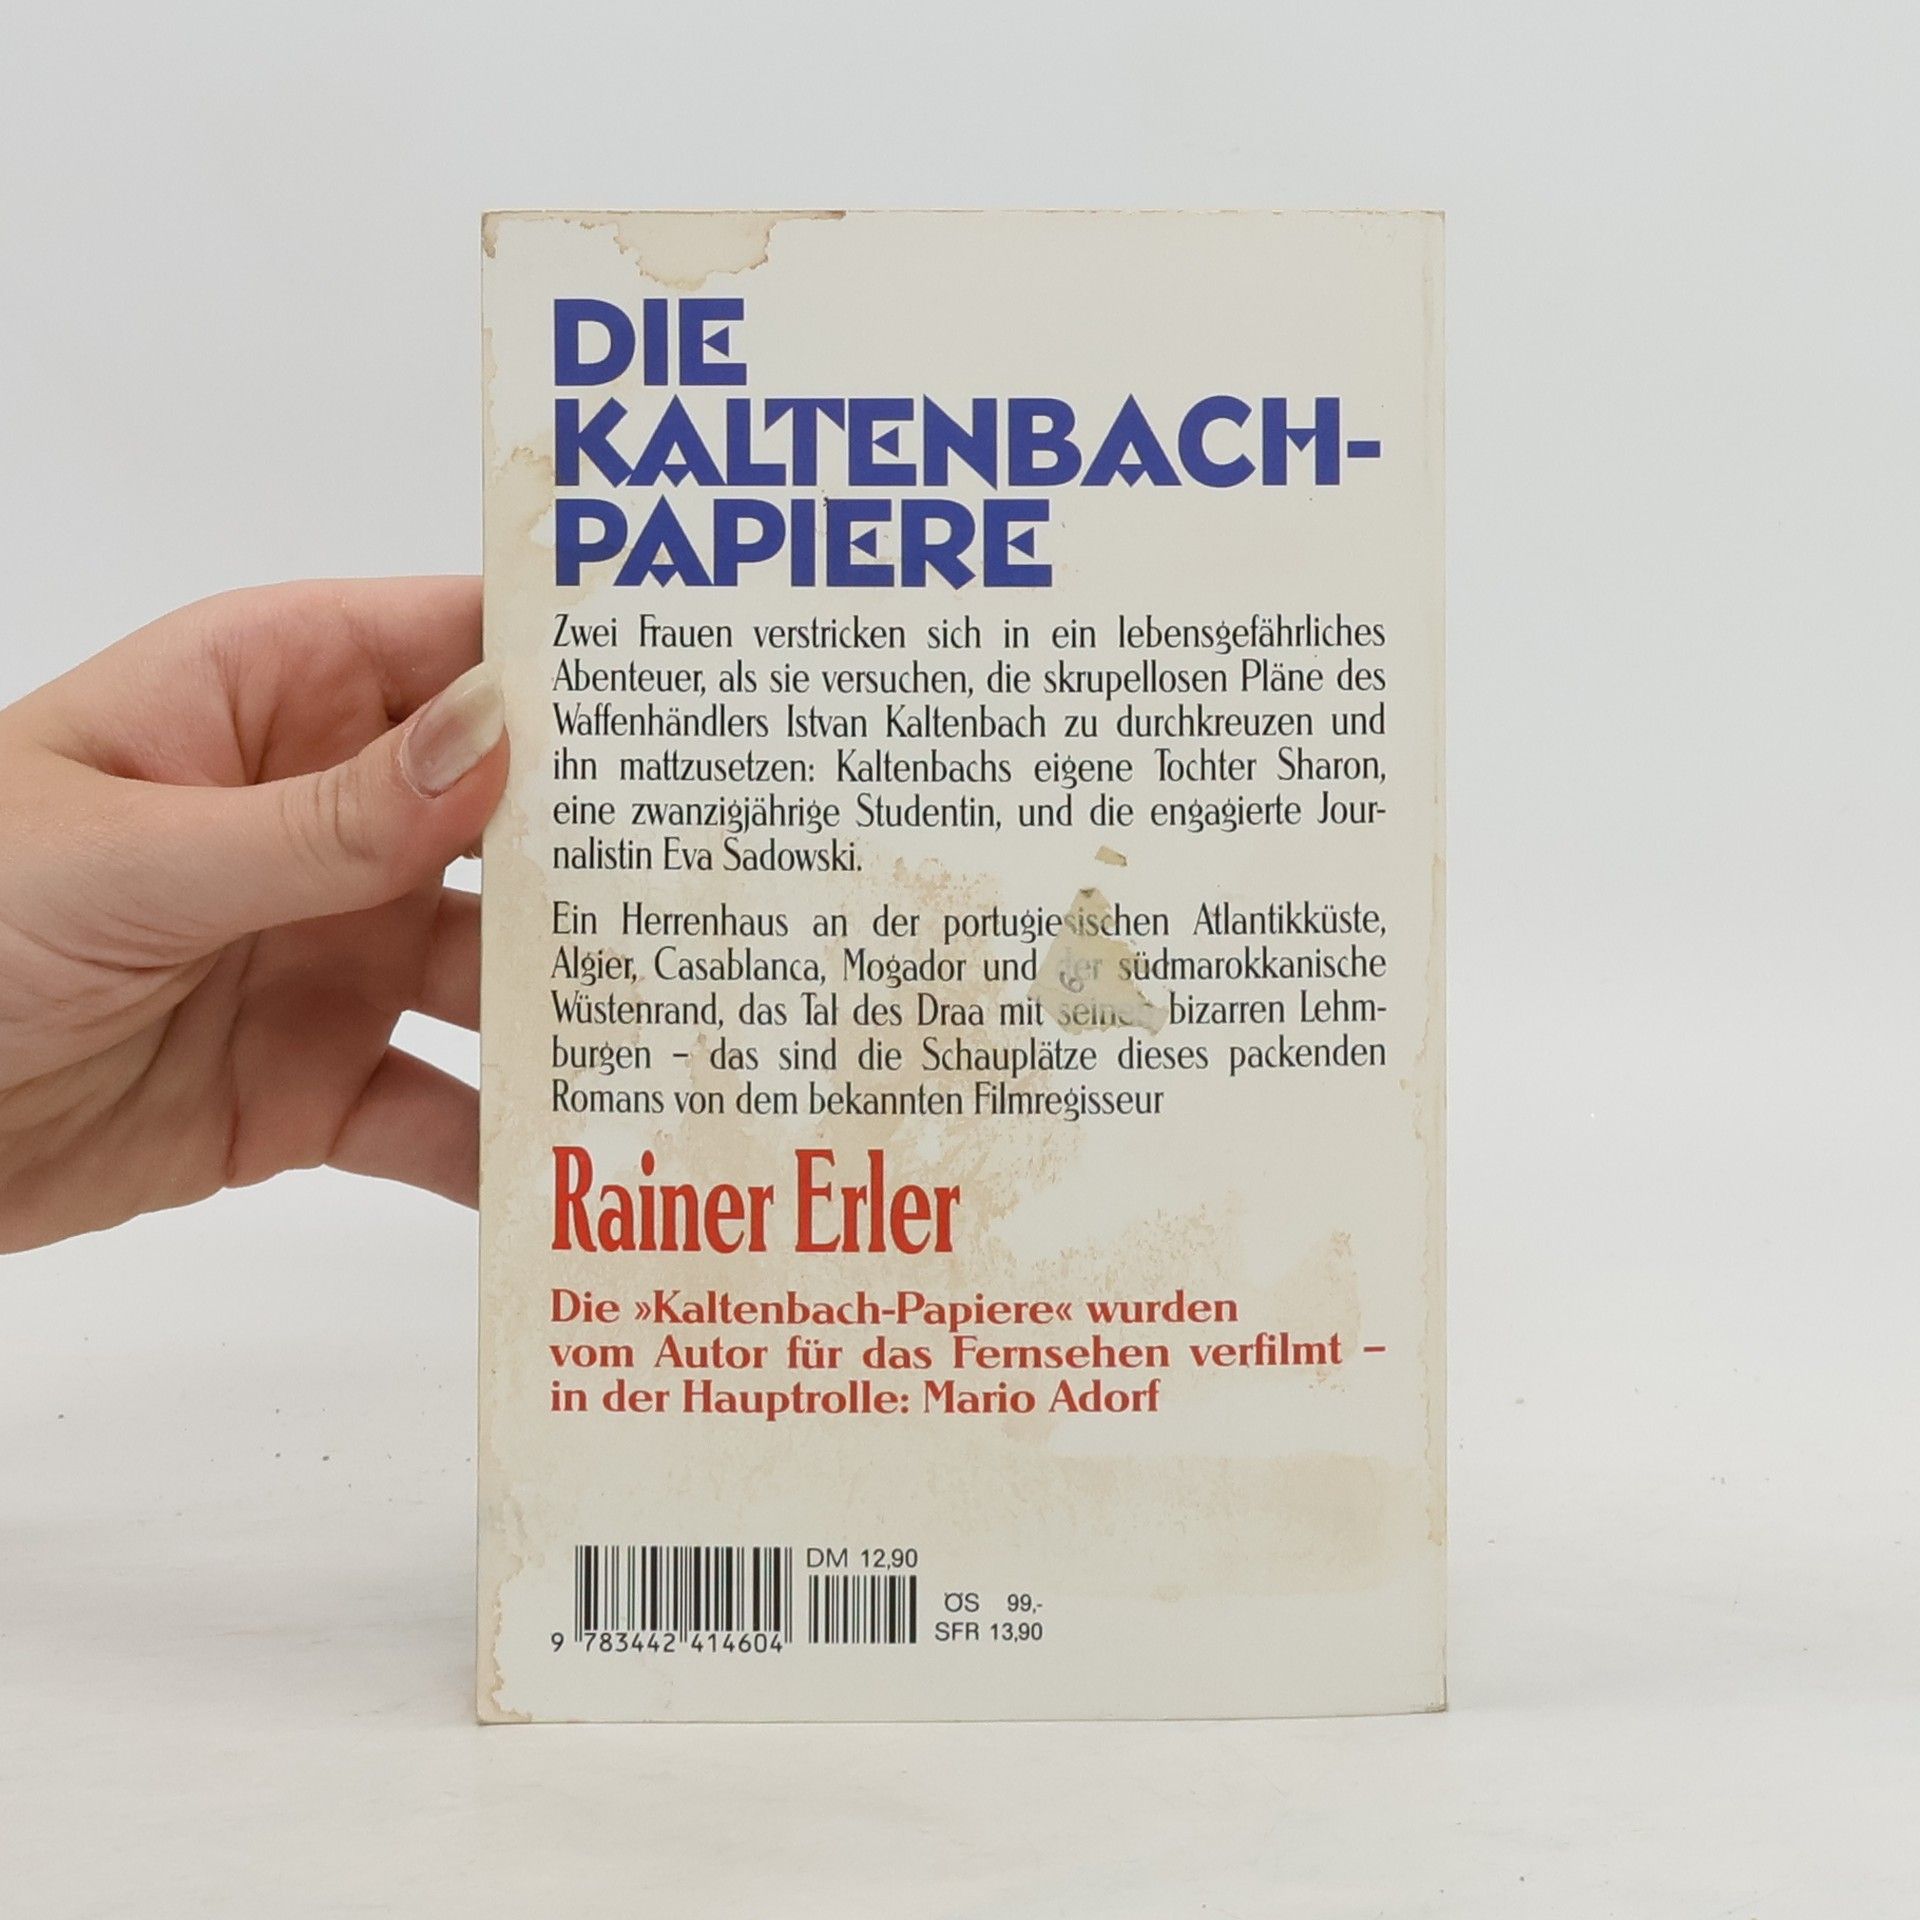 DIE
KALTENBACH-
PAPIERE
Zwei Frauen verstricken sich in ein lebensgefährliches
Abenteuer, als sie versuchen, die skrupellosen Pläne des
Waffenhändlers Istvan Kaltenbach zu durchkreuzen und
ihn mattzusetzen: Kaltenbachs eigene Tochter Sharon,
eine zwanzigjährige Studentin, und die engagierte Jour-
nalistin Eva Sadowski.
Ein Herrenhaus an der portugiesischen Atlantikküste,
Algier, Casablanca, Mogador und der südmarokkanische
Wüstenrand, das Tal des Draa mit seinen bizarren Lehm-
burgen – das sind die Schauplätze dieses packenden
Romans von dem bekannten Filmregisseur
Rainer Erler
Die »Kaltenbach-Papiere« wurden
vom Autor für das Fernsehen verfilmt –
in der Hauptrolle: Mario Adorf
DM 12,90
ÖS 99,-
SFR 13,90
9 783442 414604